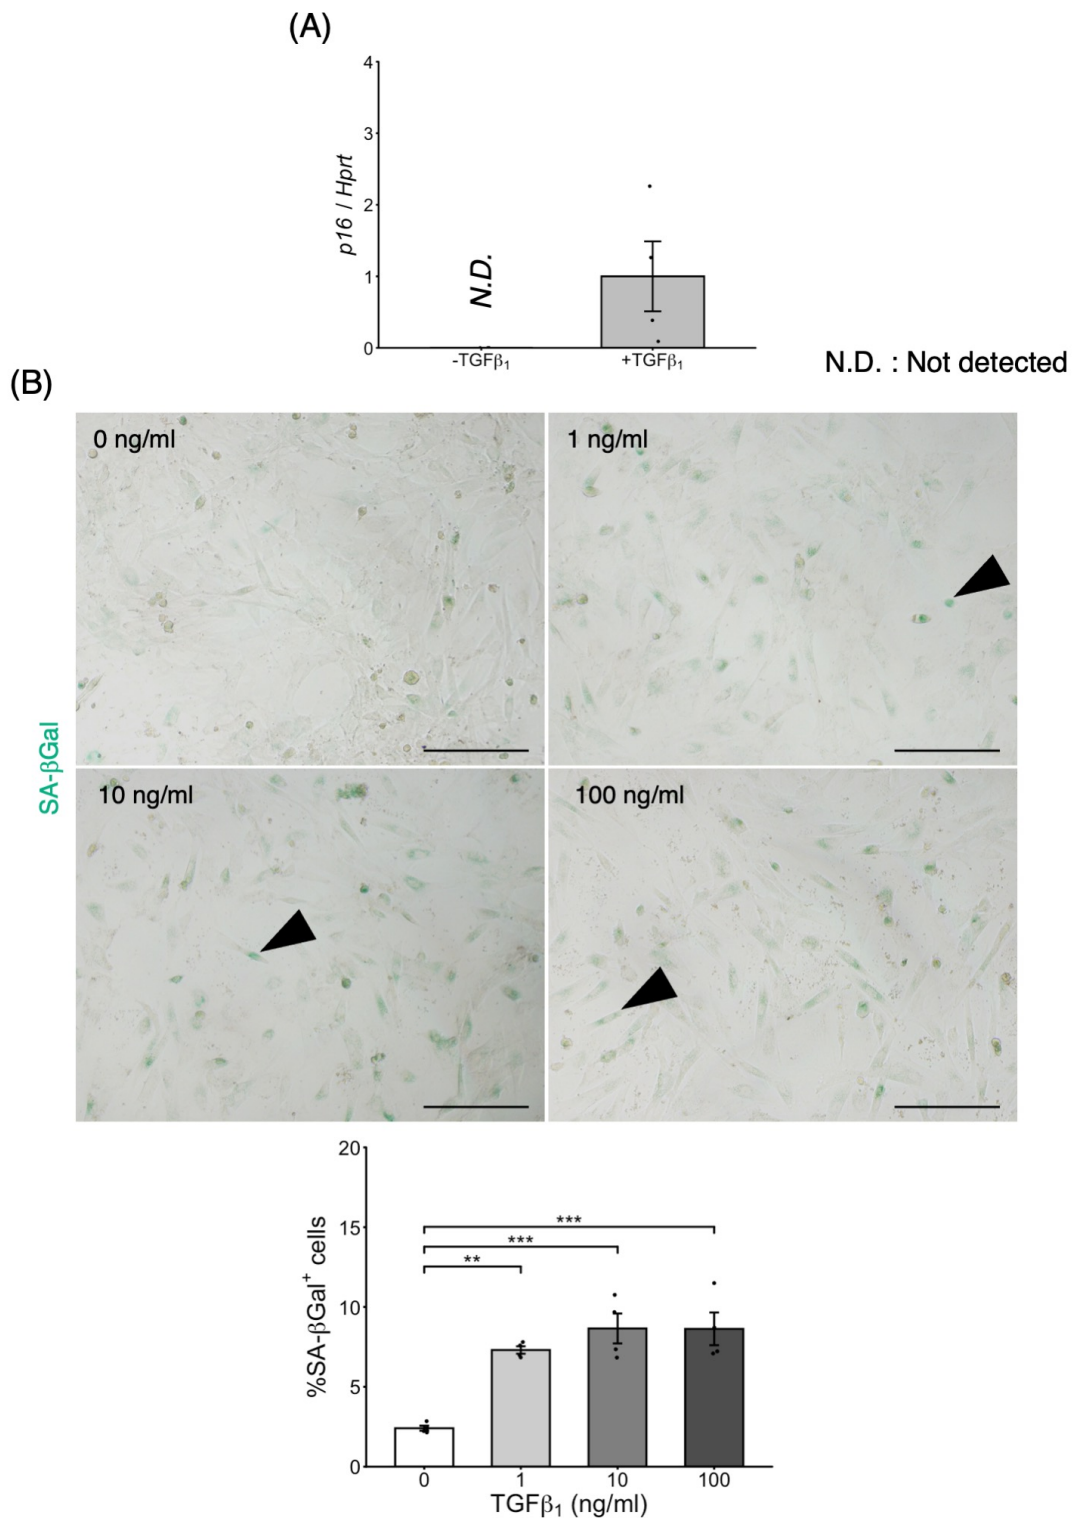 (A)
4
3
2
1
0
p16 / Hprt
N.D.
-TGFβ₁
+TGFβ₁
N.D. : Not detected
(B)
0 ng/ml
1 ng/ml
10 ng/ml
100 ng/ml
SA-βGal
20
15
10
5
0
%SA-βGal⁺ cells
***
***
**
0
1
10
100
TGFβ₁ (ng/ml)